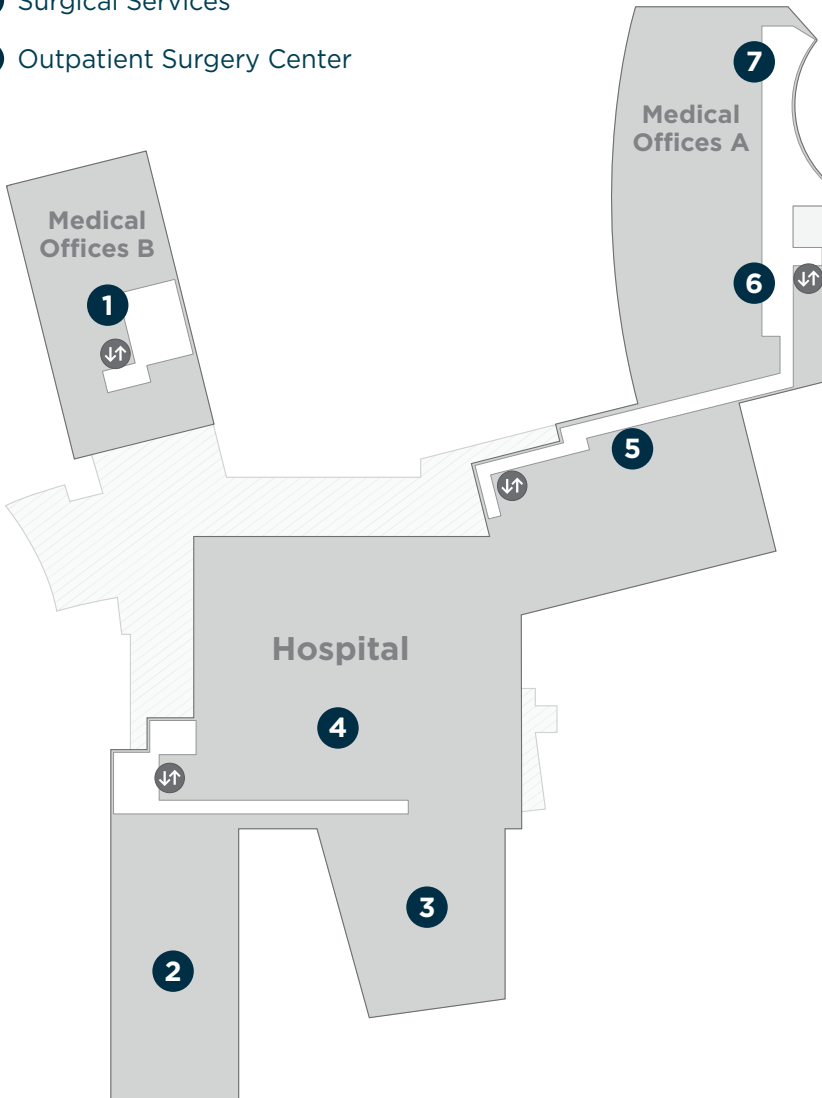 Surgical Services
Outpatient Surgery Center
7
Medical
Offices A
Medical
Offices B
1
6
5
Hospital
4
3
2